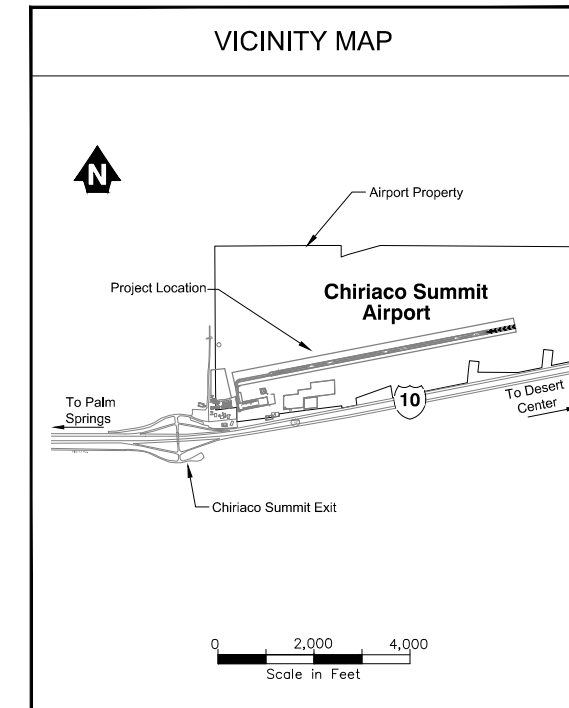 VICINITY MAP
N
Airport Property
Project Location
Chiriaco Summit
Airport
To Palm
Springs
10
To Desert
Center
Chiriaco Summit Exit
0 2,000 4,000
Scale in Feet